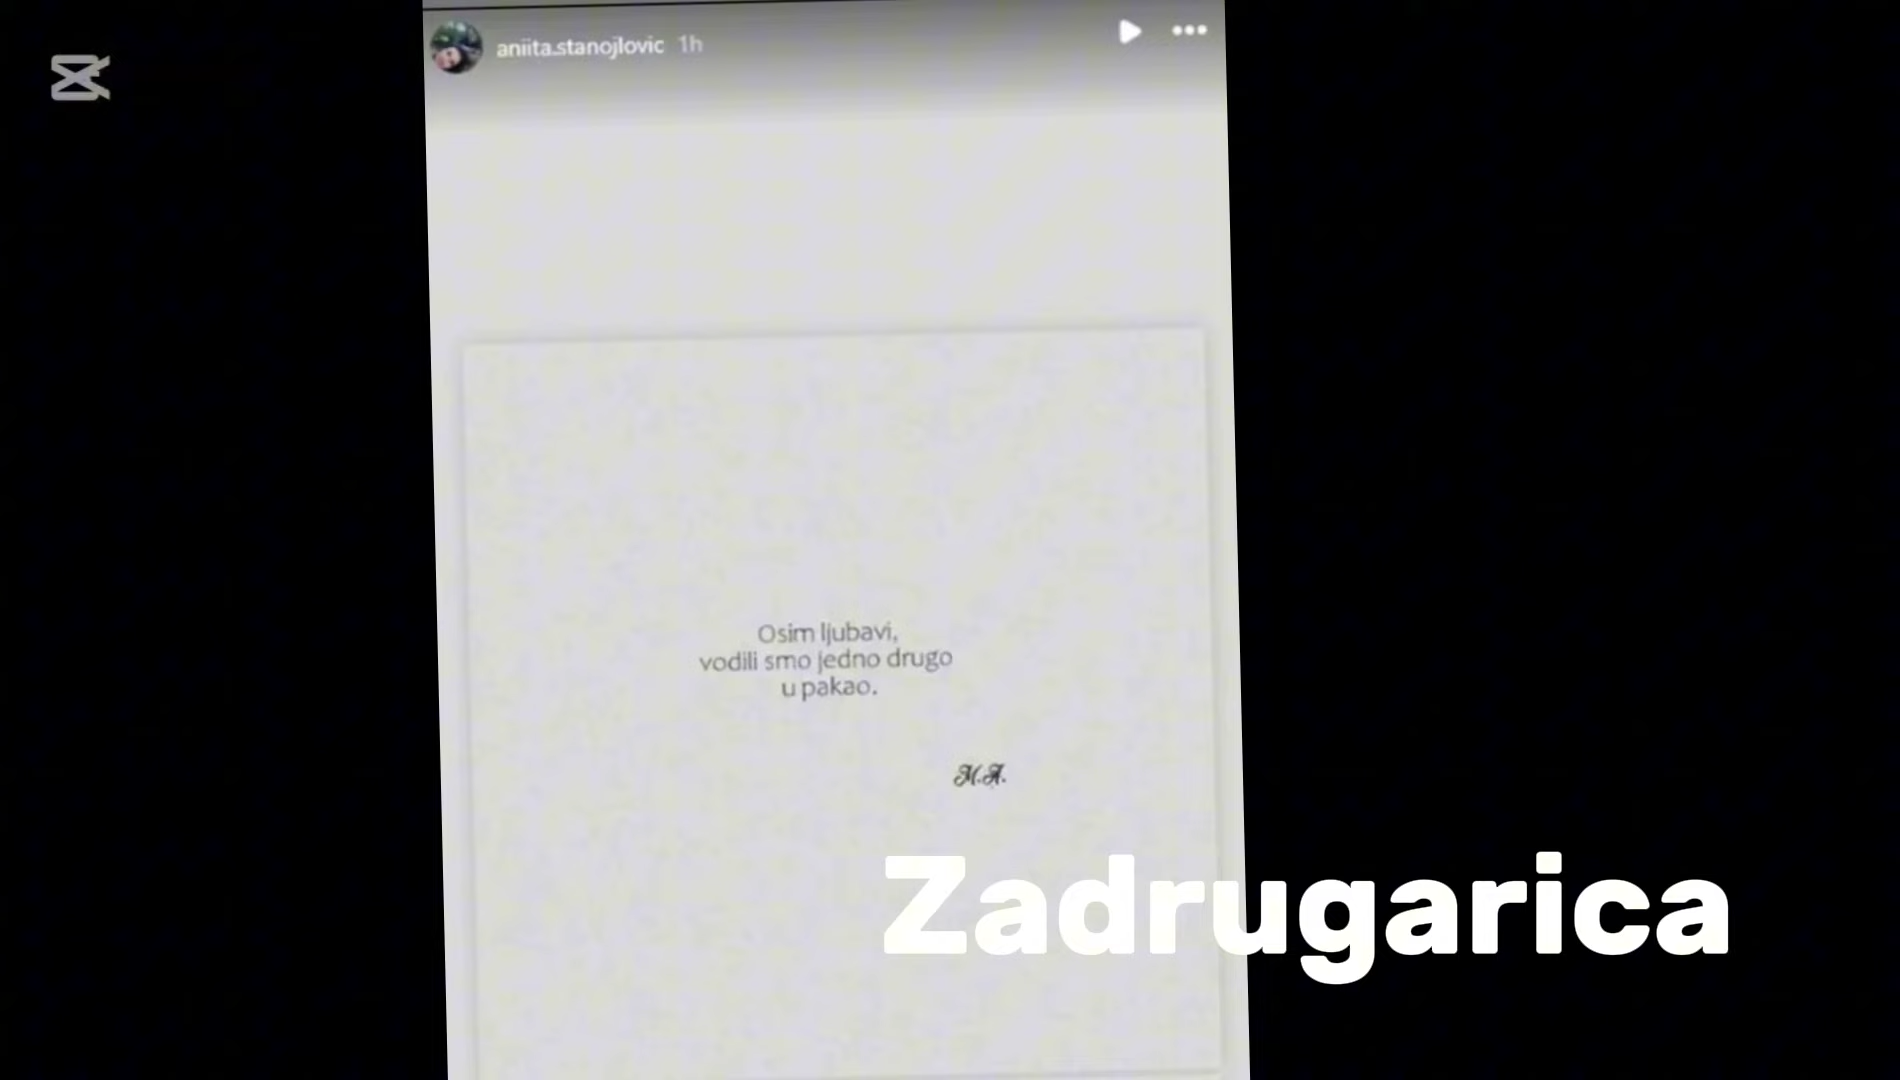 aniita.stanojlovic 1h
Osim ljubavi,
vodili smo jedno drugo
u pakao.
M.A.
Zadrugarica